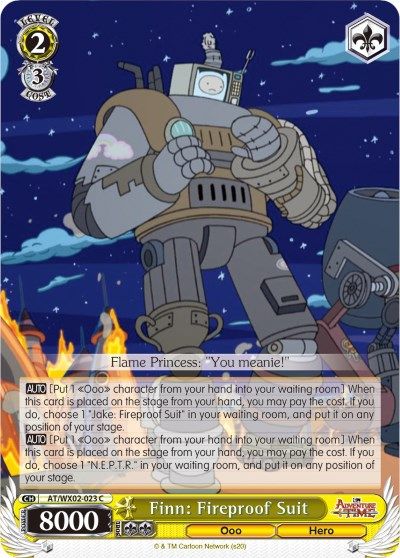 LEVEL
2
3
COST
Flame Princess: "You meanie!"
AUTO [Put 1 «Ooo» character from your hand into your waiting room] When
this card is placed on the stage from your hand, you may pay the cost. If you
do, choose 1 "Jake: Fireproof Suit" in your waiting room, and put it on any
position of your stage.
AUTO [Put 1 «Ooo» character from your hand into your waiting room] When
this card is placed on the stage from your hand, you may pay the cost. If you
do, choose 1 "N.E.P.T.R." in your waiting room, and put it on any position of
your stage.
CH AT/WX02-023 C
Finn: Fireproof Suit
ADVENTURE TIME
POWER 8000 SOUL
Ooo Hero
© & TM Cartoon Network (s20)